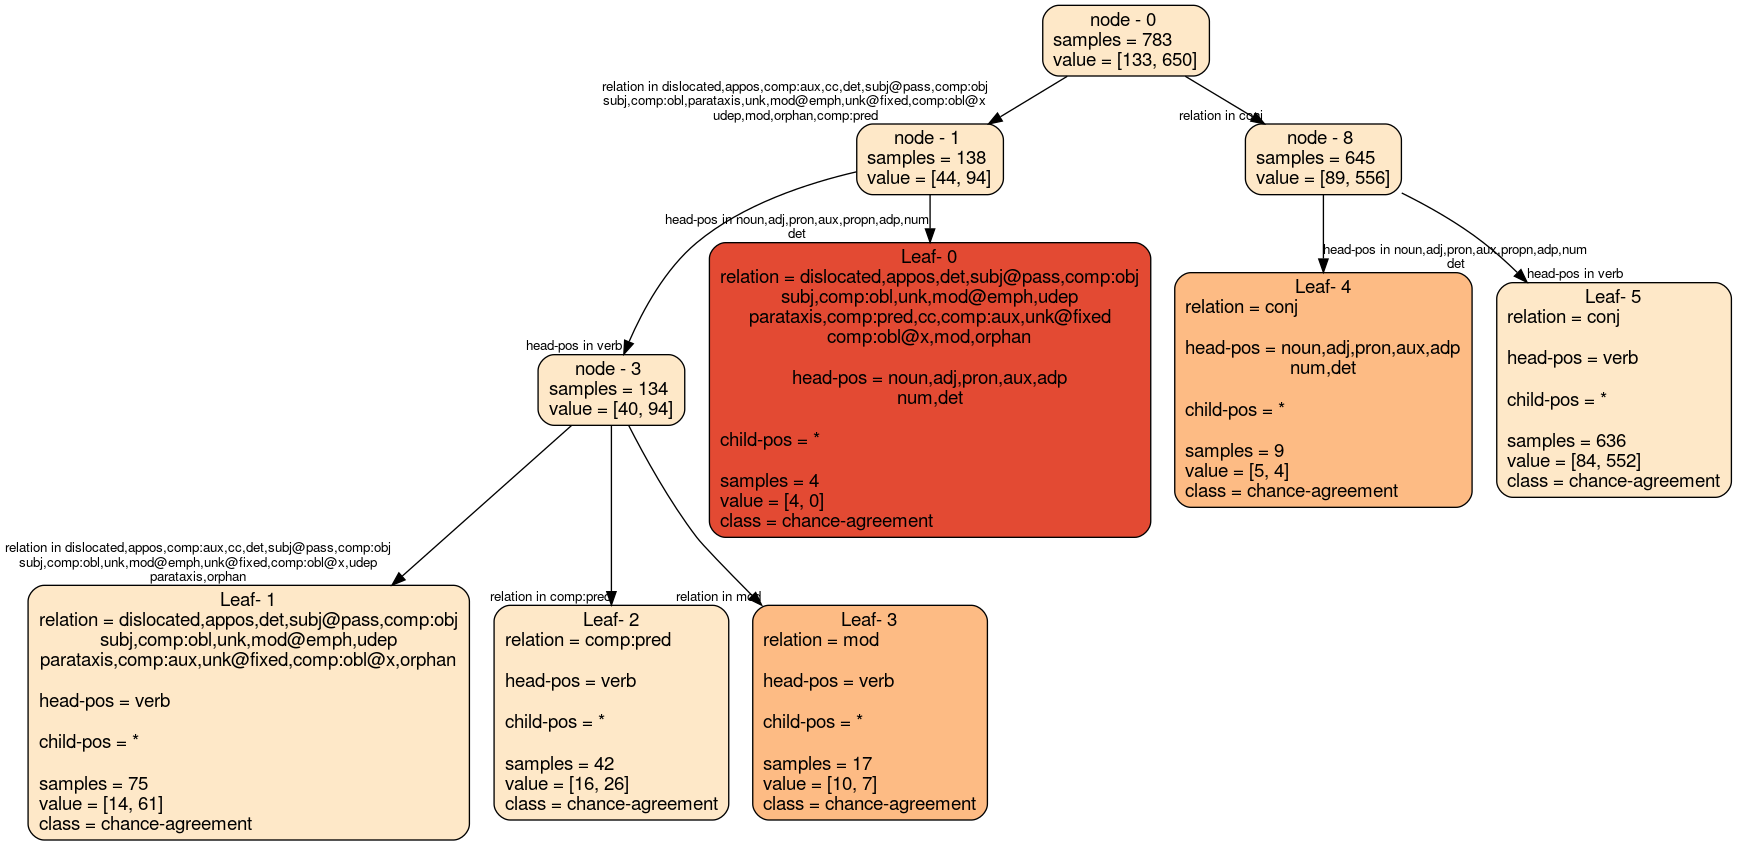 node - 0
samples = 783
value = [133, 650]
relation in dislocated,appos,comp:aux,cc,det,subj@pass,comp:obj
subj,comp:obl,parataxis,unk,mod@emph,unk@fixed,comp:obl@x
udep,mod,orphan,comp:pred
relation in conj
node - 1
samples = 138
value = [44, 94]
node - 8
samples = 645
value = [89, 556]
head-pos in noun,adj,pron,aux,propn,adp,num
det
head-pos in noun,adj,pron,aux,propn,adp,num
det
head-pos in verb
Leaf- 0
relation = dislocated,appos,det,subj@pass,comp:obj
subj,comp:obl,unk,mod@emph,udep
parataxis,comp:pred,cc,comp:aux,unk@fixed
comp:obl@x,mod,orphan
head-pos = noun,adj,pron,aux,adp
num,det
child-pos = *
samples = 4
value = [4, 0]
class = chance-agreement
Leaf- 4
relation = conj
head-pos = noun,adj,pron,aux,adp
num,det
child-pos = *
samples = 9
value = [5, 4]
class = chance-agreement
Leaf- 5
relation = conj
head-pos = verb
child-pos = *
samples = 636
value = [84, 552]
class = chance-agreement
head-pos in verb
node - 3
samples = 134
value = [40, 94]
relation in dislocated,appos,comp:aux,cc,det,subj@pass,comp:obj
subj,comp:obl,unk,mod@emph,unk@fixed,comp:obl@x,udep
parataxis,orphan
relation in comp:pred
relation in mod
Leaf- 1
relation = dislocated,appos,det,subj@pass,comp:obj
subj,comp:obl,unk,mod@emph,udep
parataxis,comp:aux,unk@fixed,comp:obl@x,orphan
head-pos = verb
child-pos = *
samples = 75
value = [14, 61]
class = chance-agreement
Leaf- 2
relation = comp:pred
head-pos = verb
child-pos = *
samples = 42
value = [16, 26]
class = chance-agreement
Leaf- 3
relation = mod
head-pos = verb
child-pos = *
samples = 17
value = [10, 7]
class = chance-agreement